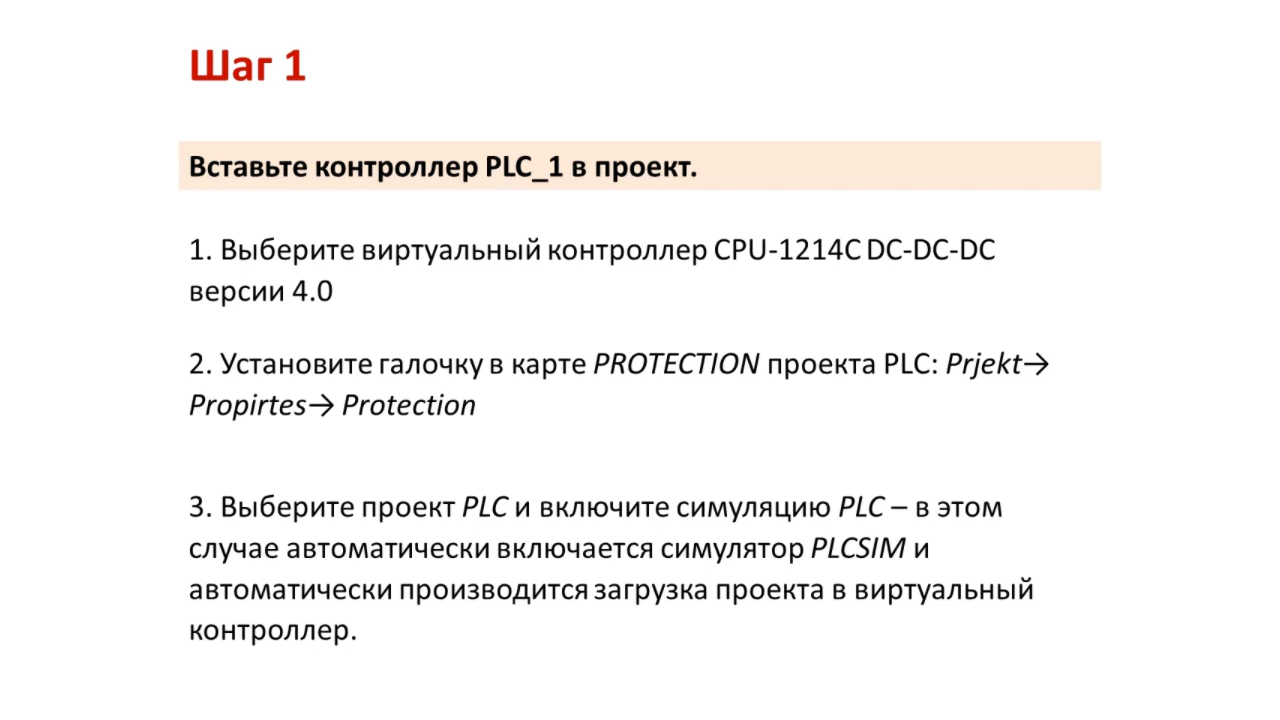 Шаг 1
Вставьте контроллер PLC_1 в проект.
1. Выберите виртуальный контроллер CPU-1214C DC-DC-DC
версии 4.0
2. Установите галочку в карте PROTECTION проекта PLC: Prjekt→
Propirtes→ Protection
3. Выберите проект PLC и включите симуляцию PLC – в этом
случае автоматически включается симулятор PLCSIM и
автоматически производится загрузка проекта в виртуальный
контроллер.